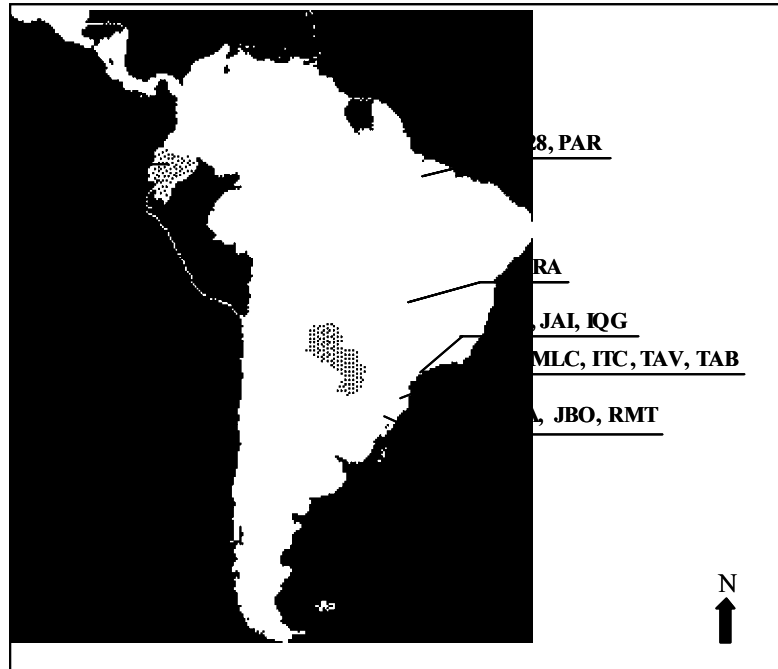 28, PAR
RA
, JAI, IQG
MLC, ITC, TAV, TAB
, JBO, RMT
N